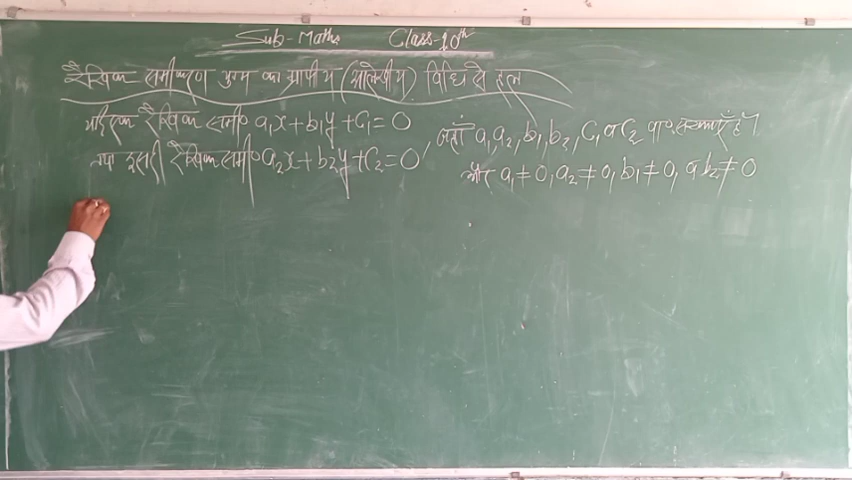 Sub- Maths Class-10th
रैखिक समीकरण युग्म का ग्राफीय (आलेखीय) विधि से हल
यदि एक रैखिक समी० a₁x+b₁y+c₁=0
तथा दूसरी रैखिक समी० a₂x+b₂y+c₂=0, जहाँ a₁,a₂,b₁,b₂,c₁ व c₂ वा० संख्याएँ हैं।
और a₁≠0,a₂≠0,b₁≠0, व b₂≠0